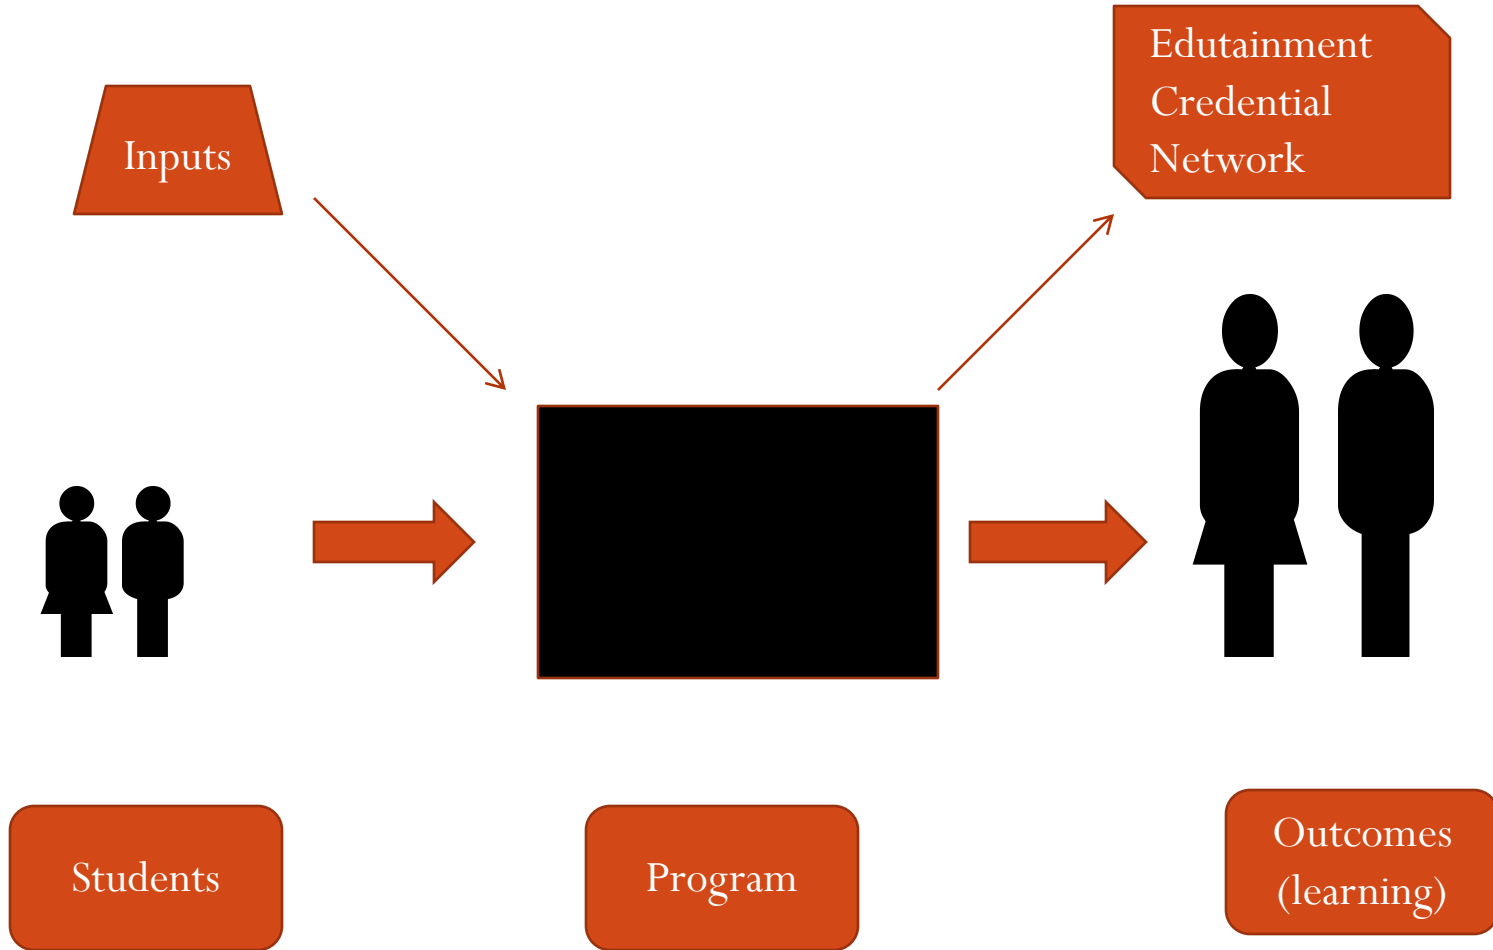 Inputs
Edutainment
Credential
Network
Students
Program
Outcomes
(learning)